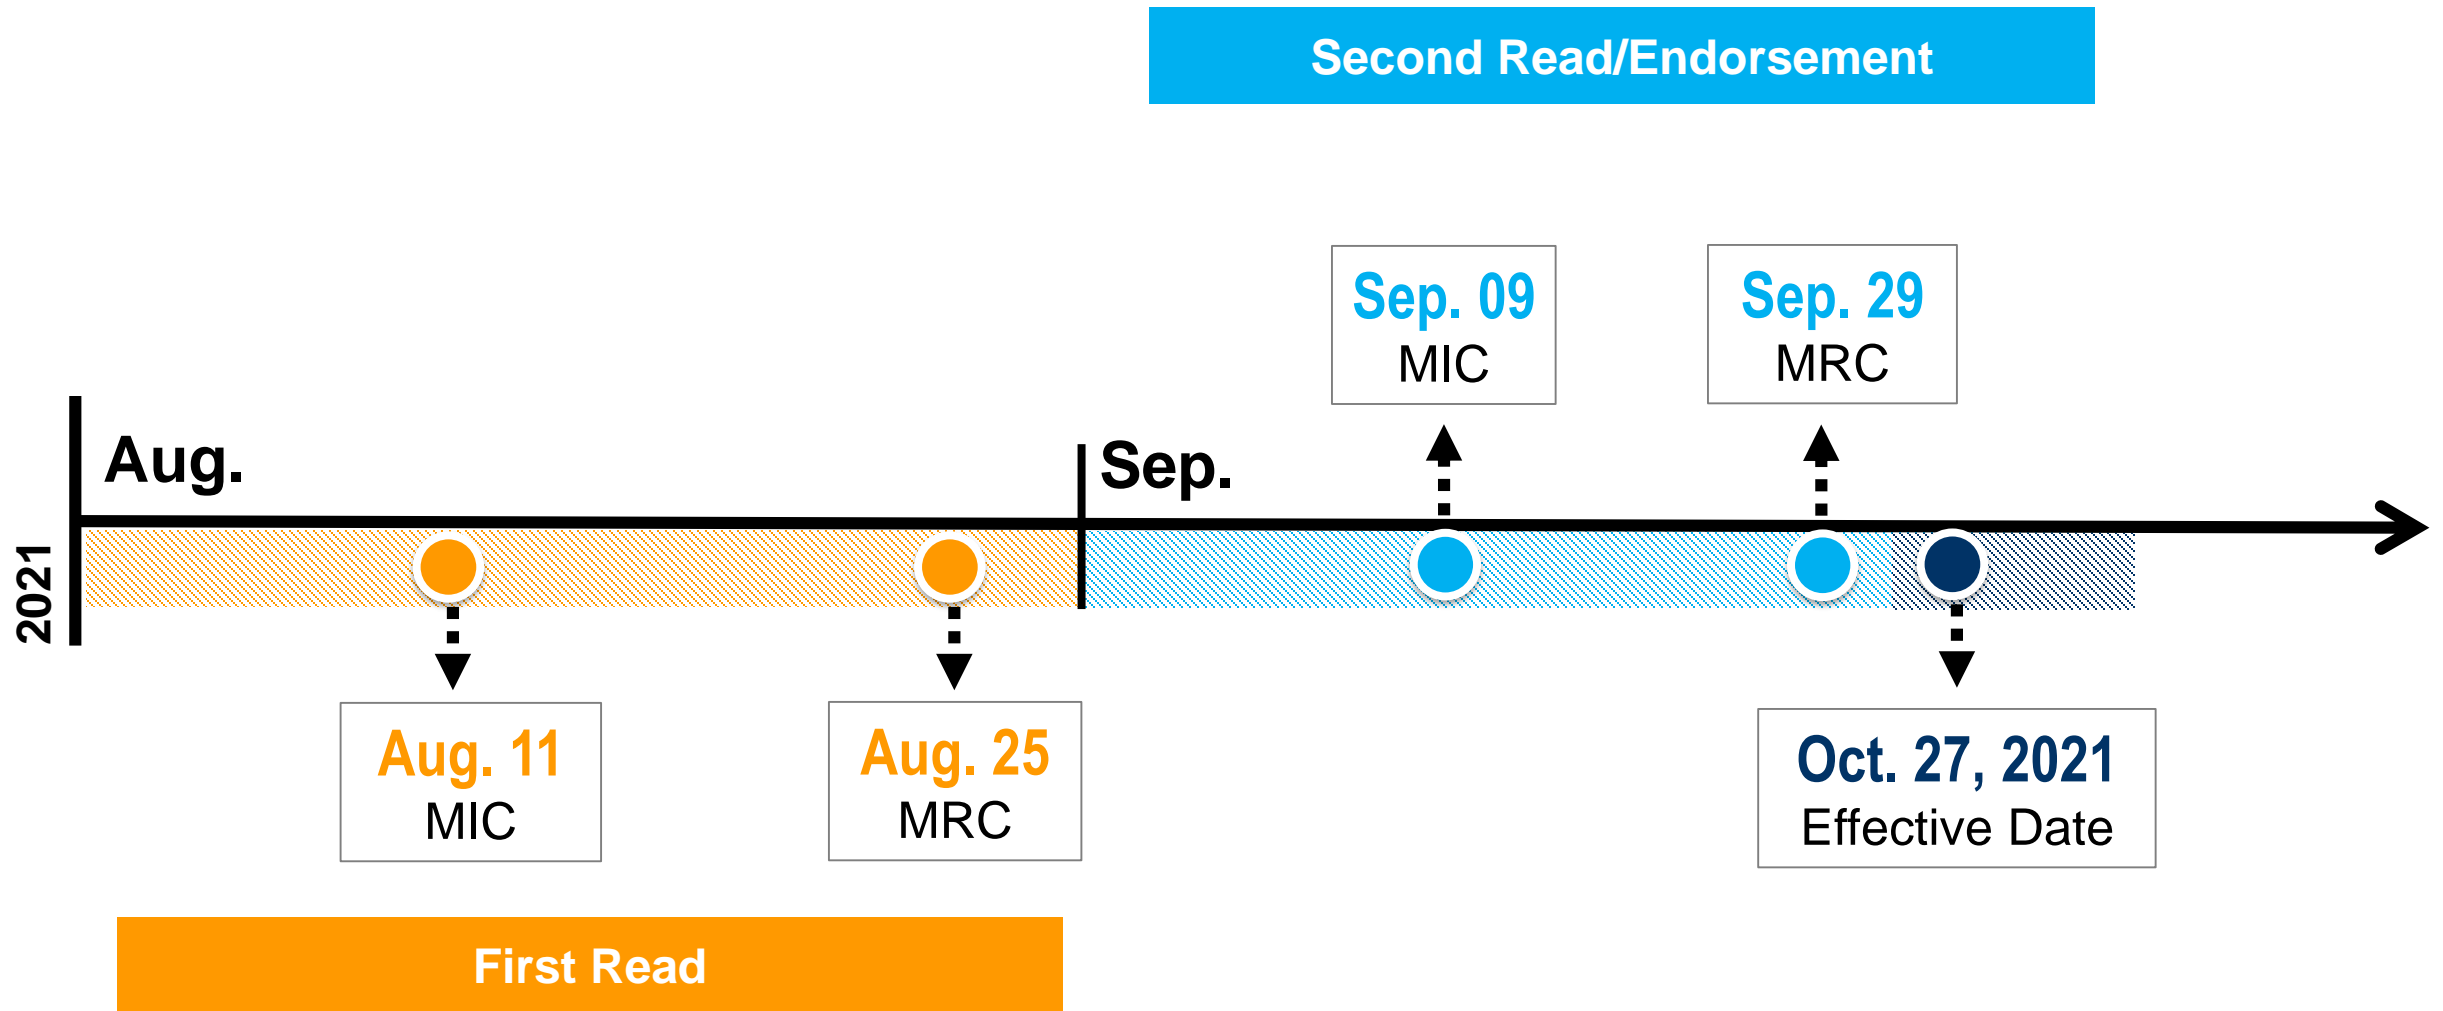 Second Read/Endorsement
Sep. 09
MIC
Sep. 29
MRC
Aug.
Sep.
2021
Aug. 11
MIC
Aug. 25
MRC
Oct. 27, 2021
Effective Date
First Read